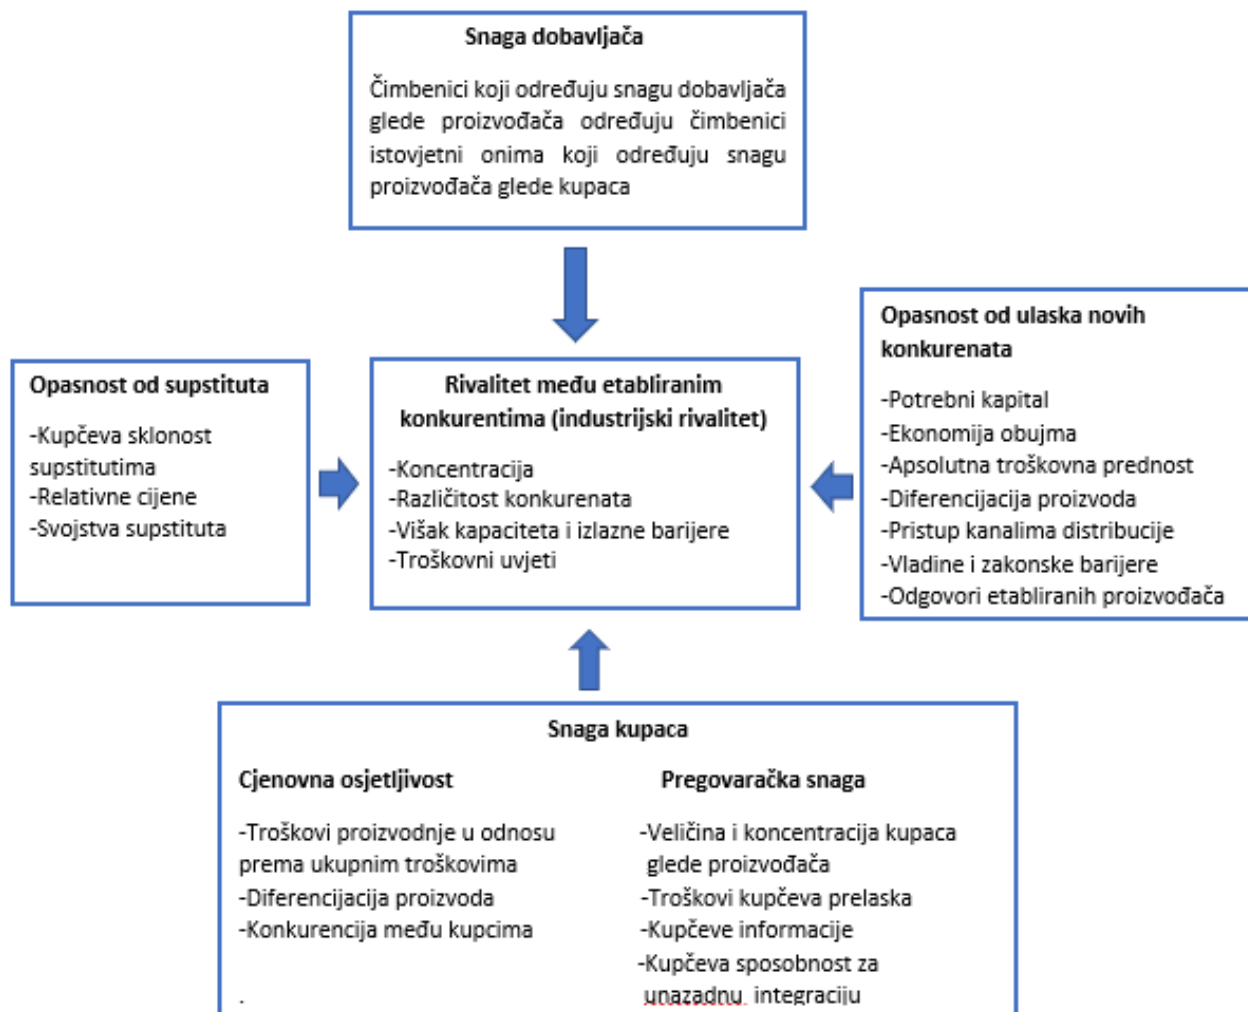 Snaga dobavljača
Čimbenici koji određuju snagu dobavljača
glede proizvođača određuju čimbenici
istovjetni onima koji određuju snagu
proizvođača glede kupaca
Opasnost od supstituta
-Kupčeva sklonost
supstitutima
-Relativne cijene
-Svojstva supstituta
Rivalitet među etabliranim
konkurentima (industrijski rivalitet)
-Koncentracija
-Različitost konkurenata
-Višak kapaciteta i izlazne barijere
-Troškovni uvjeti
Opasnost od ulaska novih
konkurenata
-Potrebni kapital
-Ekonomija obujma
-Apsolutna troškovna prednost
-Diferencijacija proizvoda
-Pristup kanalima distribucije
-Vladine i zakonske barijere
-Odgovori etabliranih proizvođača
Snaga kupaca
Cjenovna osjetljivost
-Troškovi proizvodnje u odnosu
prema ukupnim troškovima
-Diferencijacija proizvoda
-Konkurencija među kupcima
.
Pregovaračka snaga
-Veličina i koncentracija kupaca
glede proizvođača
-Troškovi kupčeva prelaska
-Kupčeve informacije
-Kupčeva sposobnost za
unazadnu integraciju